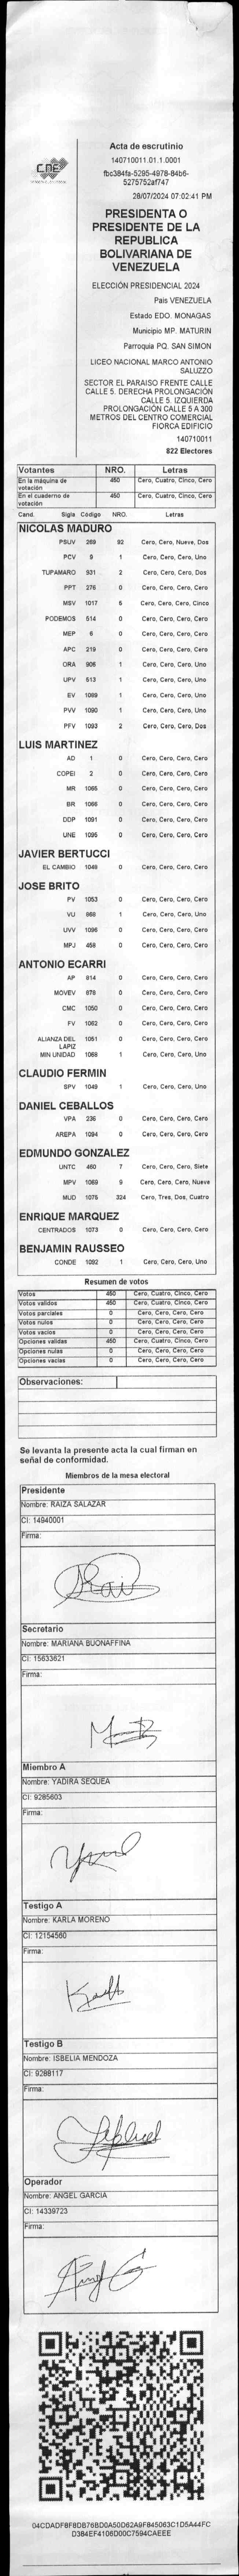 CNE
Acta de escrutinio
140710011.01.1.0001
fbc384fa-5295-4978-84b6-
5275752af747
28/07/2024 07:02:41 PM
PRESIDENTA O
PRESIDENTE DE LA
REPUBLICA
BOLIVARIANA DE
VENEZUELA
ELECCIÓN PRESIDENCIAL 2024
Pais VENEZUELA
Estado EDO. MONAGAS
Municipio MP. MATURIN
Parroquia PQ. SAN SIMON
LICEO NACIONAL MARCO ANTONIO
SALUZZO
SECTOR EL PARAISO FRENTE CALLE
CALLE 5. DERECHA PROLONGACIÓN
CALLE 5. IZQUIERDA
PROLONGACIÓN CALLE 5 A 300
METROS DEL CENTRO COMERCIAL
FIORCA EDIFICIO
140710011
822 Electores
Votantes NRO. Letras
En la máquina de votación 450 Cero, Cuatro, Cinco, Cero
En el cuaderno de votación 450 Cero, Cuatro, Cinco, Cero
Cand. Sigla Código NRO. Letras
NICOLAS MADURO
PSUV 269 92 Cero, Cero, Nueve, Dos
PCV 9 1 Cero, Cero, Cero, Uno
TUPAMARO 931 2 Cero, Cero, Cero, Dos
PPT 276 0 Cero, Cero, Cero, Cero
MSV 1017 5 Cero, Cero, Cero, Cinco
PODEMOS 514 0 Cero, Cero, Cero, Cero
MEP 6 0 Cero, Cero, Cero, Cero
APC 219 0 Cero, Cero, Cero, Cero
ORA 906 1 Cero, Cero, Cero, Uno
UPV 513 1 Cero, Cero, Cero, Uno
EV 1089 1 Cero, Cero, Cero, Uno
PVV 1090 1 Cero, Cero, Cero, Uno
PFV 1093 2 Cero, Cero, Cero, Dos
LUIS MARTINEZ
AD 1 0 Cero, Cero, Cero, Cero
COPEI 2 0 Cero, Cero, Cero, Cero
MR 1065 0 Cero, Cero, Cero, Cero
BR 1066 0 Cero, Cero, Cero, Cero
DDP 1091 0 Cero, Cero, Cero, Cero
UNE 1095 0 Cero, Cero, Cero, Cero
JAVIER BERTUCCI
EL CAMBIO 1046 0 Cero, Cero, Cero, Cero
JOSE BRITO
PV 1053 0 Cero, Cero, Cero, Cero
VU 868 1 Cero, Cero, Cero, Uno
UVV 1096 0 Cero, Cero, Cero, Cero
MPJ 458 0 Cero, Cero, Cero, Cero
ANTONIO ECARRI
AP 914 0 Cero, Cero, Cero, Cero
MOVEV 878 0 Cero, Cero, Cero, Cero
CMC 1050 0 Cero, Cero, Cero, Cero
FV 1062 0 Cero, Cero, Cero, Cero
ALIANZA DEL LAPIZ 1051 0 Cero, Cero, Cero, Cero
MIN UNIDAD 1068 1 Cero, Cero, Cero, Uno
CLAUDIO FERMIN
SPV 1049 1 Cero, Cero, Cero, Uno
DANIEL CEBALLOS
VPA 236 0 Cero, Cero, Cero, Cero
AREPA 1094 0 Cero, Cero, Cero, Cero
EDMUNDO GONZALEZ
UNTC 460 7 Cero, Cero, Cero, Siete
MPV 1069 9 Cero, Cero, Cero, Nueve
MUD 1075 324 Cero, Tres, Dos, Cuatro
ENRIQUE MARQUEZ
CENTRADOS 1073 0 Cero, Cero, Cero, Cero
BENJAMIN RAUSSEO
CONDE 1092 1 Cero, Cero, Cero, Uno
Resumen de votos
Votos 450 Cero, Cuatro, Cinco, Cero
Votos validos 450 Cero, Cuatro, Cinco, Cero
Votos parciales 0 Cero, Cero, Cero, Cero
Votos nulos 0 Cero, Cero, Cero, Cero
Votos vacios 0 Cero, Cero, Cero, Cero
Opciones validas 450 Cero, Cuatro, Cinco, Cero
Opciones nulas 0 Cero, Cero, Cero, Cero
Opciones vacias 0 Cero, Cero, Cero, Cero
Observaciones:
Se levanta la presente acta la cual firman en
señal de conformidad.
Miembros de la mesa electoral
Presidente
Nombre: RAIZA SALAZAR
CI: 14940001
Firma:
Secretario
Nombre: MARIANA BUONAFFINA
CI: 15633621
Firma:
Miembro A
Nombre: YADIRA SEQUEA
CI: 9285603
Firma:
Testigo A
Nombre: KARLA MORENO
CI: 12154560
Firma:
Testigo B
Nombre: ISBELIA MENDOZA
CI: 9288117
Firma:
Operador
Nombre: ANGEL GARCIA
CI: 14339723
Firma:
04CDADF8F8DB76BD0A50D62A9F845063C1D5A44FC
D384EF4106D00C7594CAEEE